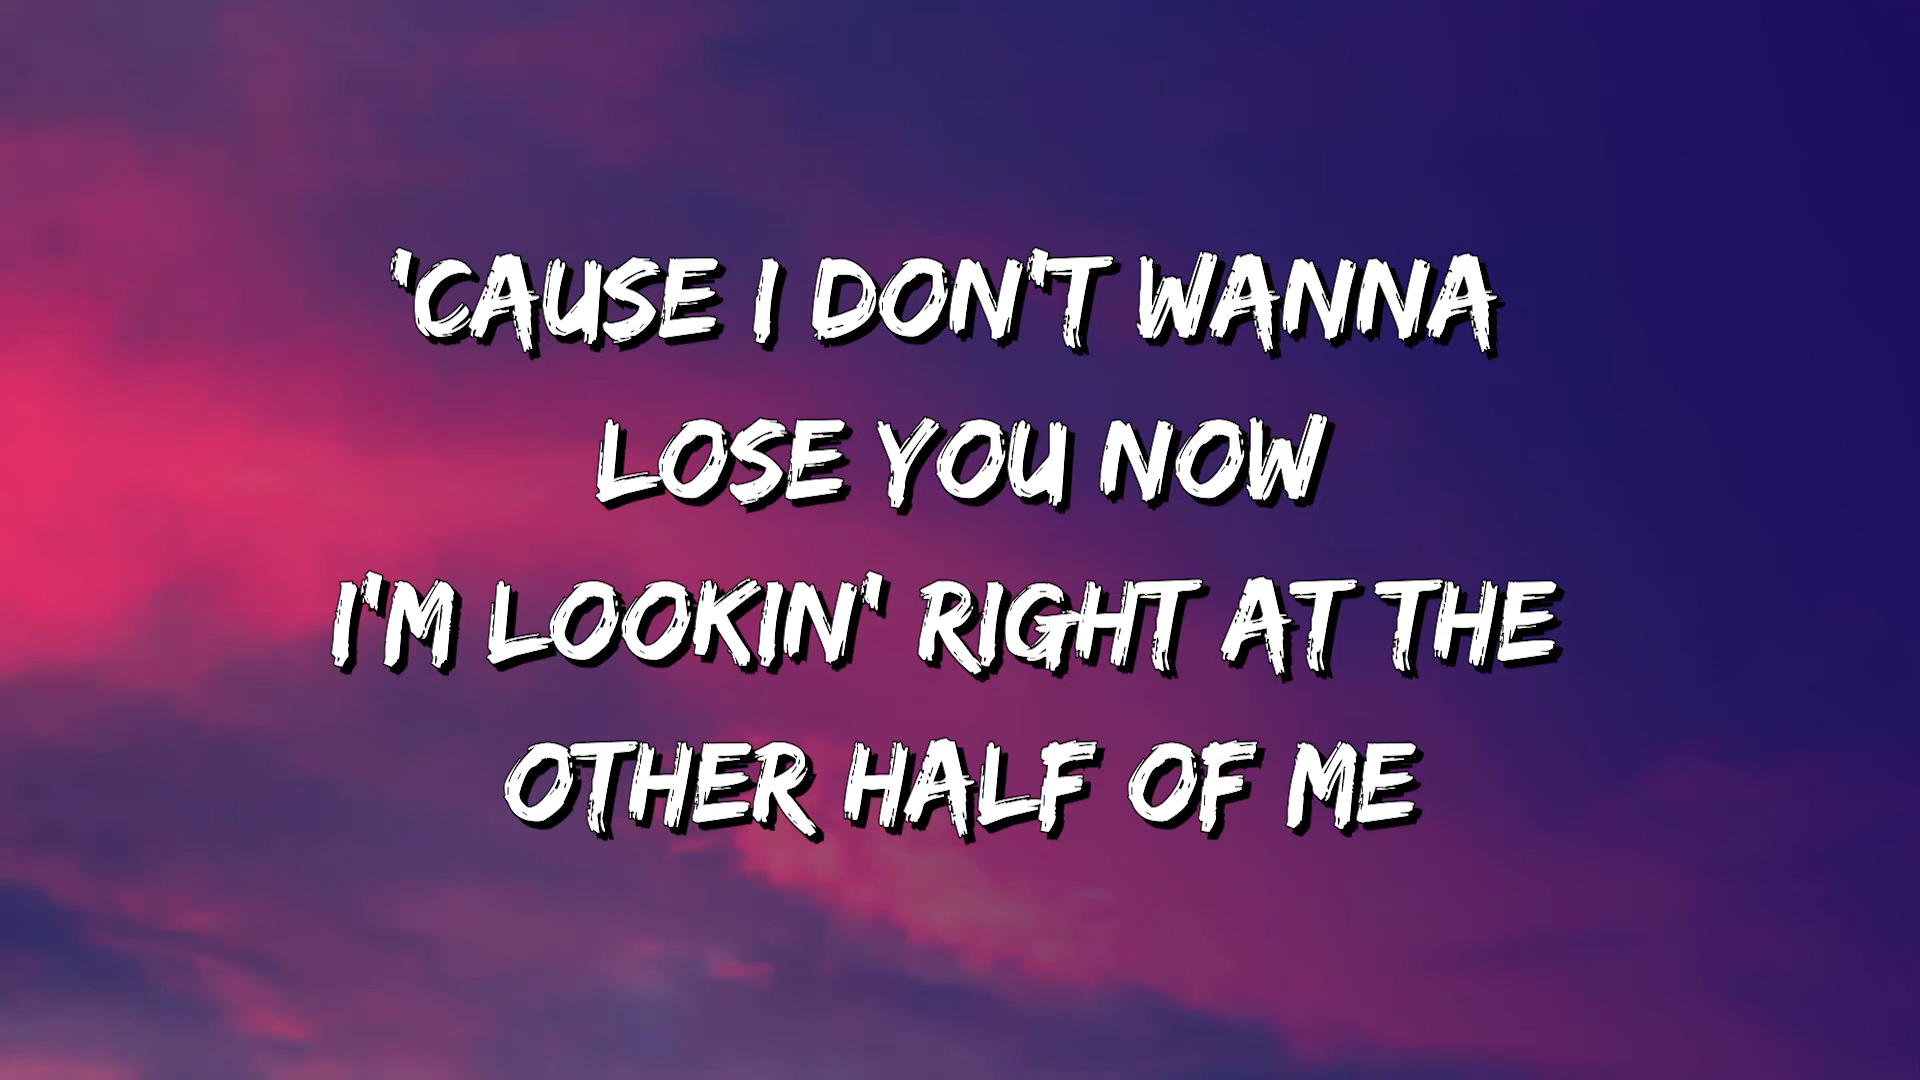 'CAUSE I DON'T WANNA
LOSE YOU NOW
I'M LOOKIN' RIGHT AT THE
OTHER HALF OF ME